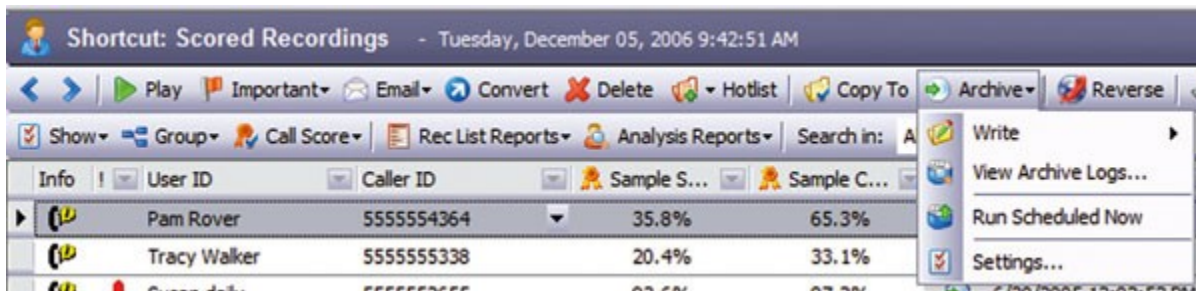 Shortcut: Scored Recordings - Tuesday, December 05, 2006 9:42:51 AM
Play Important Email Convert Delete Hotlist Copy To Archive Reverse
Show Group Call Score Rec List Reports Analysis Reports Search in: A
Write
View Archive Logs...
Run Scheduled Now
Settings...
Info ! User ID Caller ID Sample S... Sample C...
Pam Rover 5555554364 35.8% 65.3%
Tracy Walker 5555555338 20.4% 33.1%